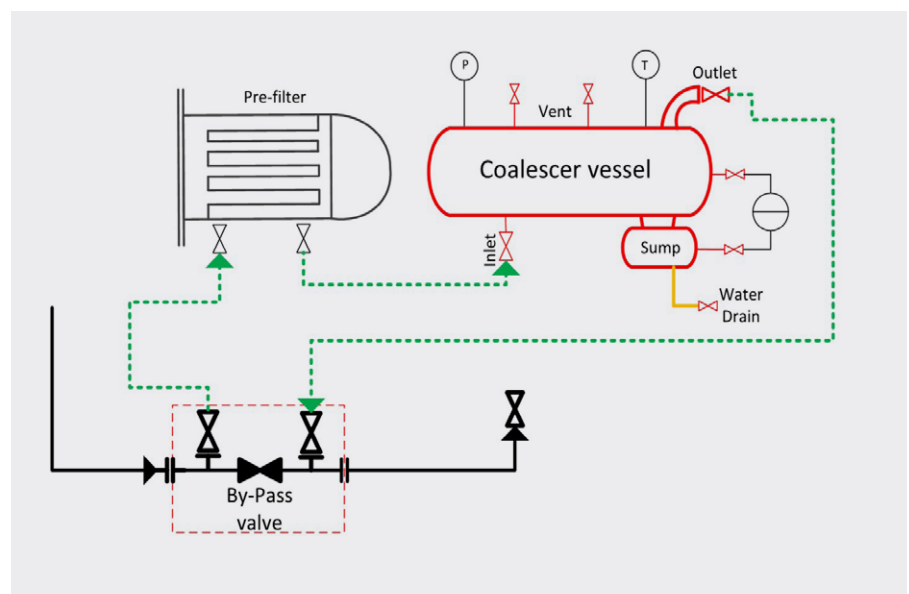 Pre-filter
P
Vent
T
Outlet
Coalescer vessel
Inlet
Sump
Water
Drain
By-Pass
valve